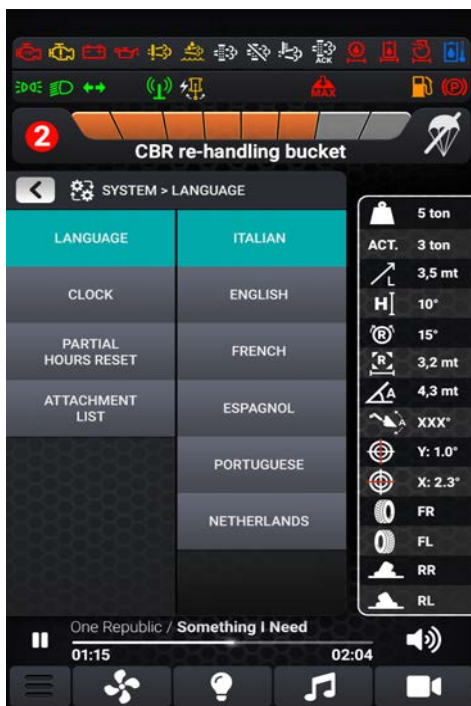 ACK
MAX
(P)
2
CBR re-handling bucket
SYSTEM > LANGUAGE
LANGUAGE
ITALIAN
CLOCK
ENGLISH
PARTIAL
HOURS RESET
FRENCH
ATTACHMENT
LIST
ESPAGNOL
PORTUGUESE
NETHERLANDS
5 ton
ACT. 3 ton
L 3,5 mt
H 10°
R 15°
R 3,2 mt
A 4,3 mt
A XXX°
Y: 1.0°
X: 2.3°
FR
FL
RR
RL
One Republic / Something I Need
01:15 02:04